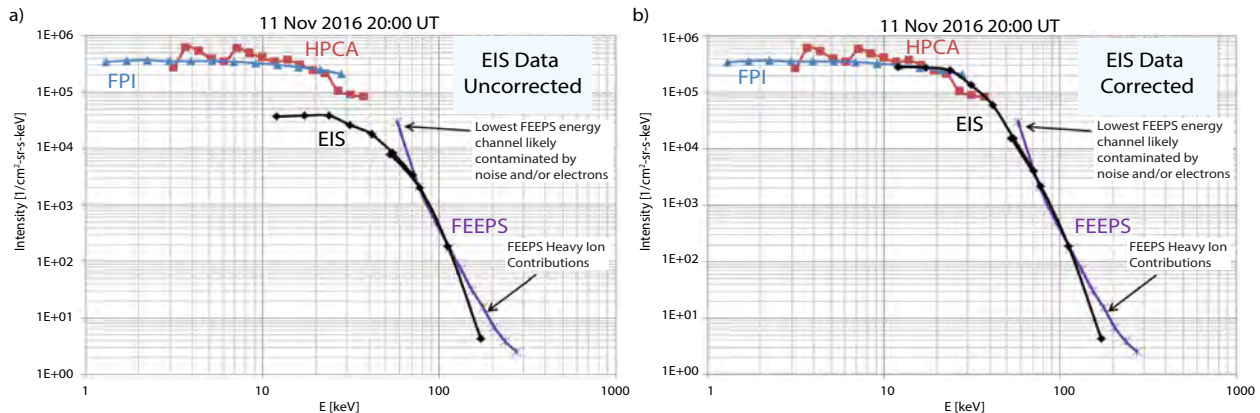 a)
11 Nov 2016 20:00 UT
1E+06
1E+05
1E+04
1E+03
1E+02
1E+01
1E+00
Intensity [1/cm²-sr-s-keV]
HPCA
FPI
EIS Data
Uncorrected
EIS
Lowest FEEPS energy
channel likely
contaminated by
noise and/or electrons
FEEPS
FEEPS Heavy Ion
Contributions
1
10
100
1000
E [keV]
b)
11 Nov 2016 20:00 UT
1E+06
1E+05
1E+04
1E+03
1E+02
1E+01
1E+00
Intensity [1/cm²-sr-s-keV]
HPCA
FPI
EIS Data
Corrected
EIS
Lowest FEEPS energy
channel likely
contaminated by
noise and/or electrons
FEEPS
FEEPS Heavy Ion
Contributions
1
10
100
1000
E [keV]